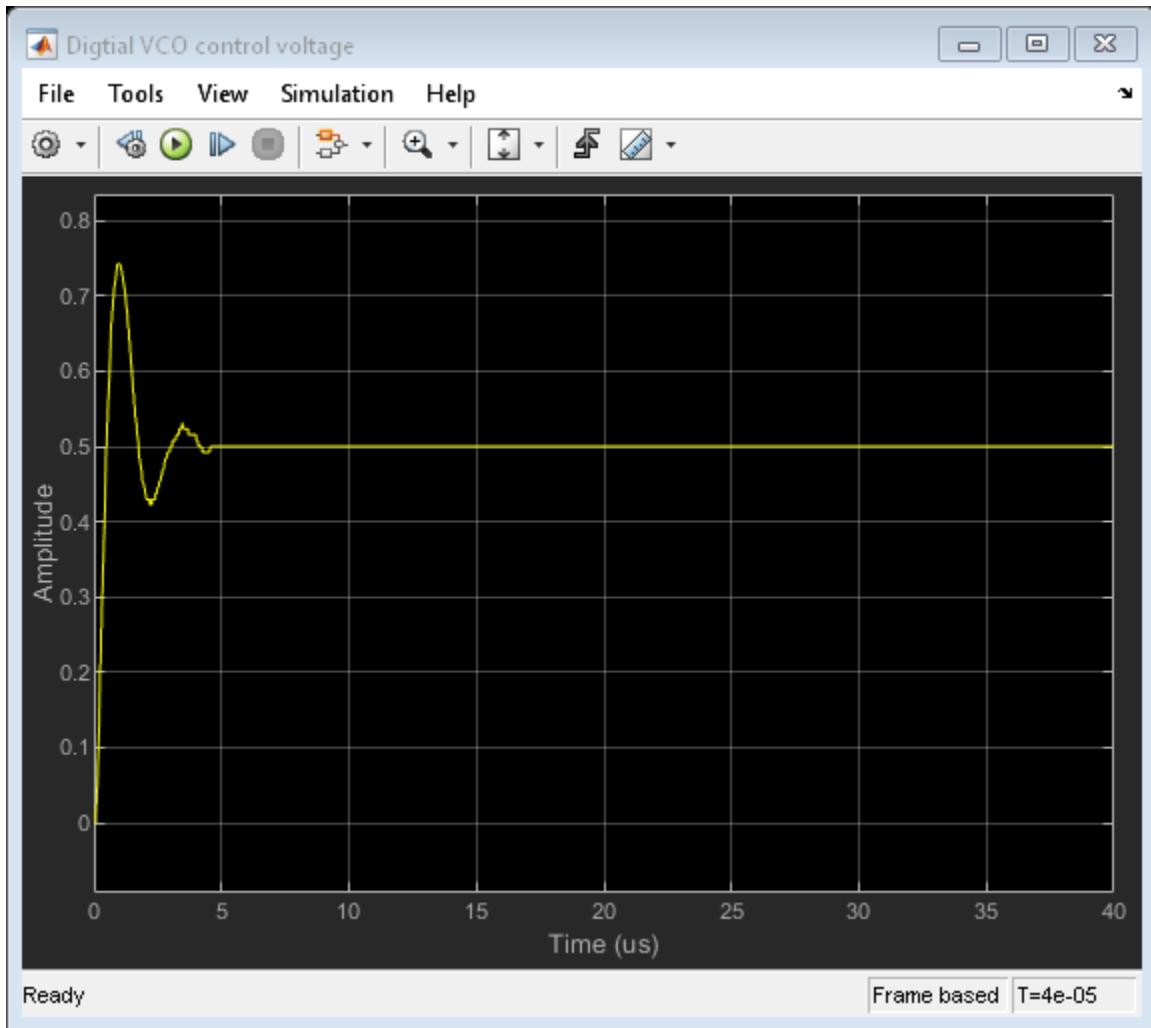 Digtial VCO control voltage
File Tools View Simulation Help
0.8
0.7
0.6
0.5
0.4
0.3
0.2
0.1
0
Amplitude
0 5 10 15 20 25 30 35 40
Time (us)
Ready Frame based T=4e-05